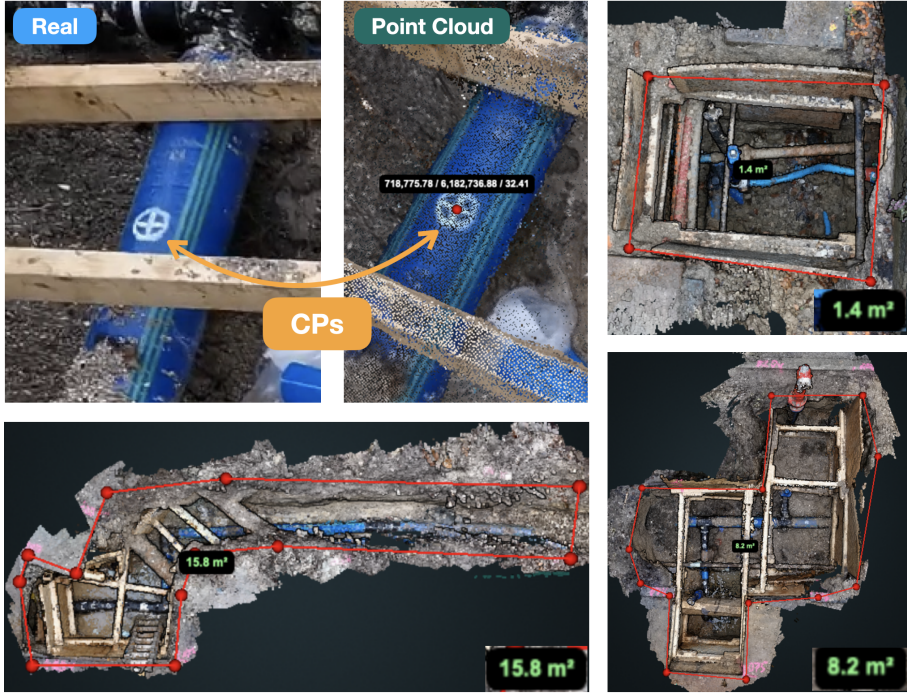 Real
Point Cloud
718,775.78 / 6,182,736.88 / 32.41
CPs
1.4 m²
1.4 m²
15.8 m²
15.8 m²
8.2 m²
8.2 m²